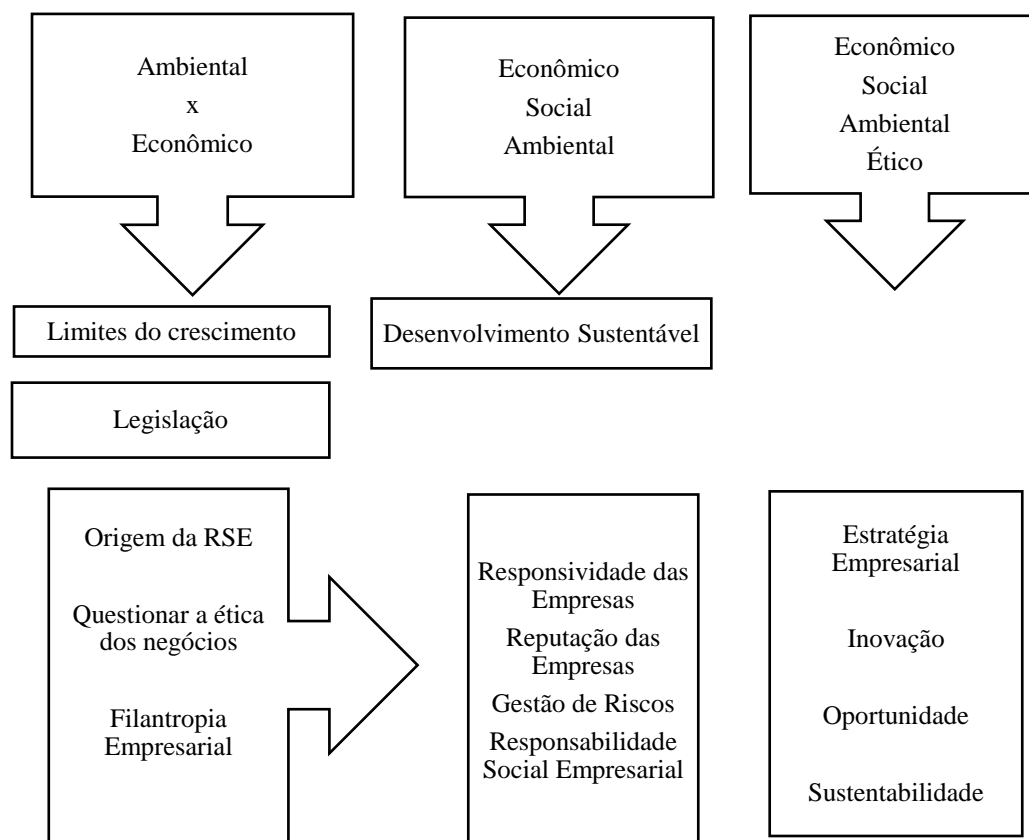 Ambiental
x
Econômico
Econômico
Social
Ambiental
Econômico
Social
Ambiental
Ético
Limites do crescimento
Desenvolvimento Sustentável
Legislação
Origem da RSE
Questionar a ética
dos negócios
Filantropia
Empresarial
Responsividade das
Empresas
Reputação das
Empresas
Gestão de Riscos
Responsabilidade
Social Empresarial
Estratégia
Empresarial
Inovação
Oportunidade
Sustentabilidade